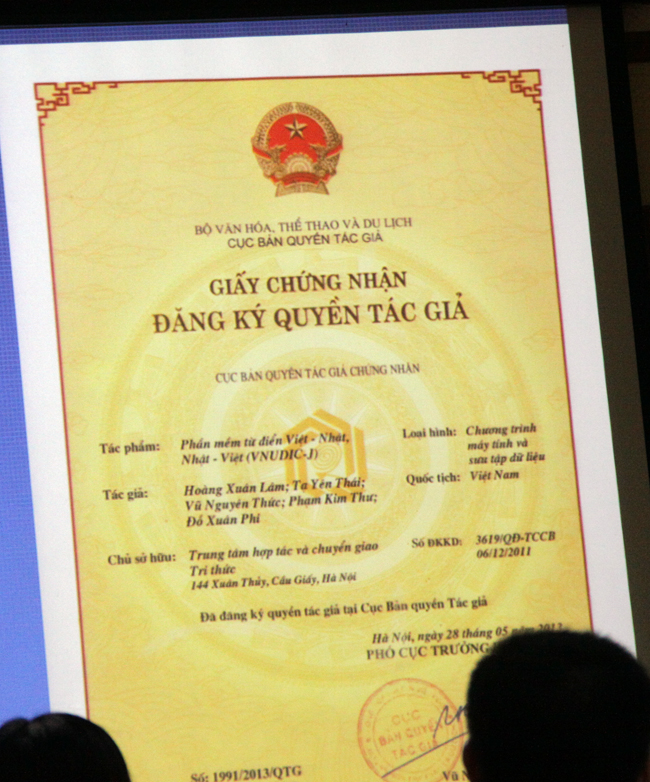 BỘ VĂN HÓA, THỂ THAO VÀ DU LỊCH
CỤC BẢN QUYỀN TÁC GIẢ
GIẤY CHỨNG NHẬN
ĐĂNG KÝ QUYỀN TÁC GIẢ
CỤC BẢN QUYỀN TÁC GIẢ CHỨNG NHẬN
Tác phẩm: Phần mềm từ điển Việt - Nhật,
Nhật - Việt (VNUDIC-J)
Loại hình: Chương trình
máy tính và
sưu tập dữ liệu
Tác giả: Hoàng Xuân Lâm; Tạ Yên Thái;
Vũ Nguyên Thức; Phạm Kim Thư;
Đỗ Xuân Phi
Quốc tịch: Việt Nam
Chủ sở hữu: Trung tâm hợp tác và chuyển giao
Tri thức
144 Xuân Thủy, Cầu Giấy, Hà Nội
Số ĐKKD: 3619/QĐ-TCCB
06/12/2011
Đã đăng ký quyền tác giả tại Cục Bản quyền Tác giả
Hà Nội, ngày 28 tháng 05 năm
PHÓ CỤC TRƯỞNG
CỤC
BẢN QUYỀN
TÁC GIẢ
Số: 1991/2013/QTG